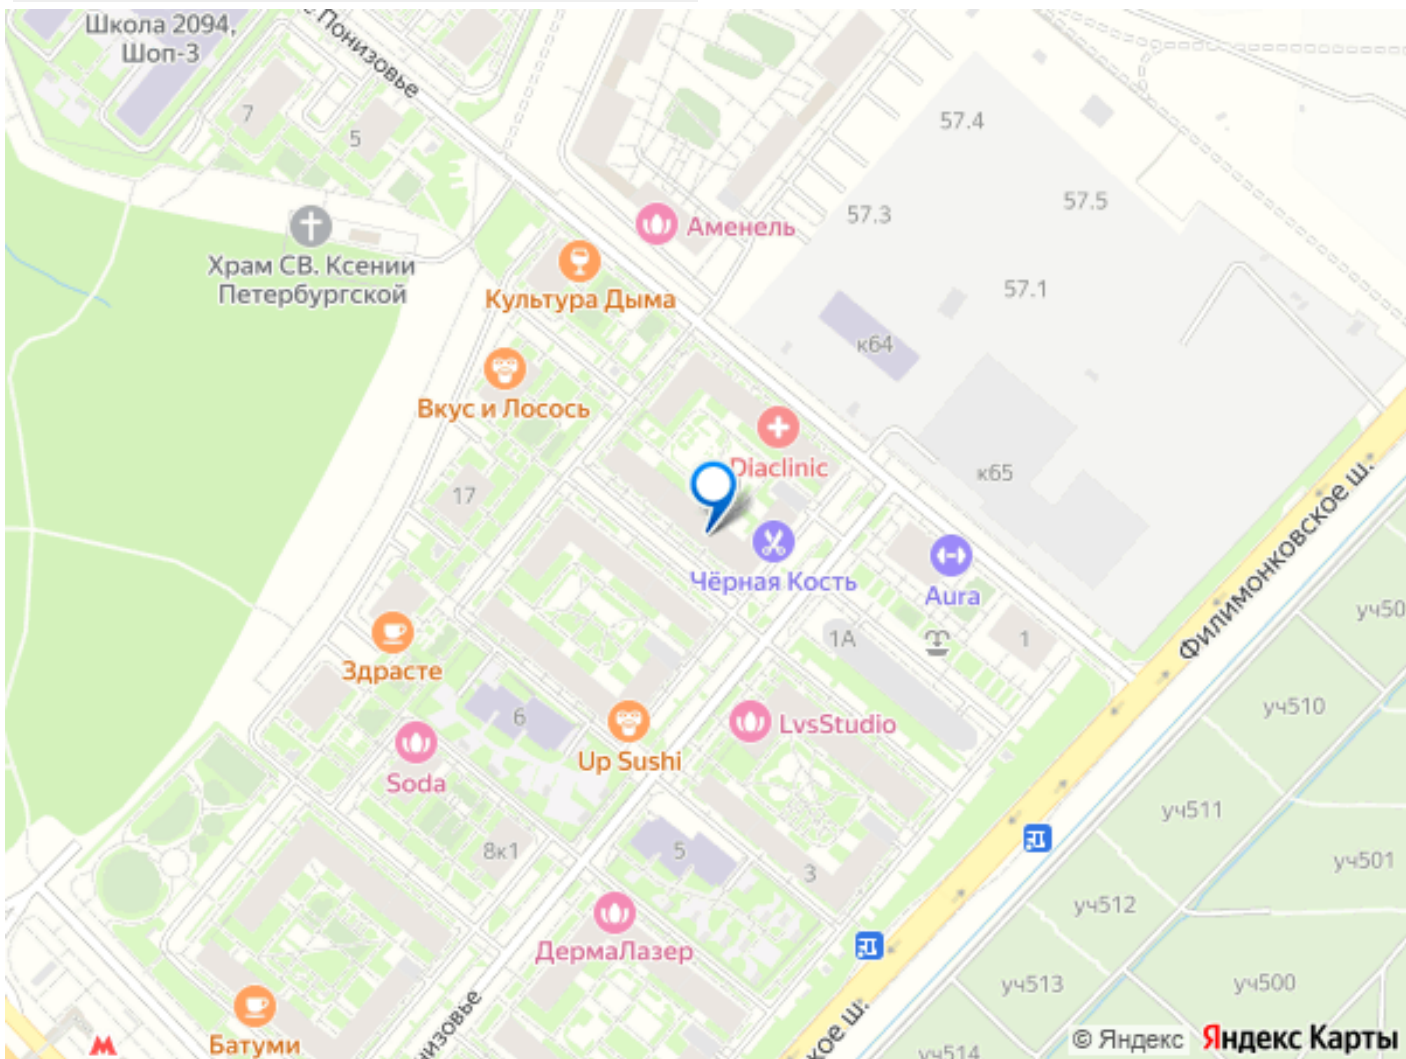 Школа 2094,
Шоп-3
Понизовье
7
5
57.4
57.5
57.3
Аменель
Храм СВ. Ксении
Петербургской
Культура Дыма
57.1
к64
Вкус и Лосось
Diaclinic
к65
17
Филимонковское ш.
Чёрная Кость
Aura
уч50
1А
1
Здрасте
6
Up Sushi
LvsStudio
уч510
Soda
уч511
8к1
5
3
уч501
уч512
ДермаЛазер
уч513
уч500
Батуми
низовье
кое ш.
уч514
© Яндекс Яндекс Карты